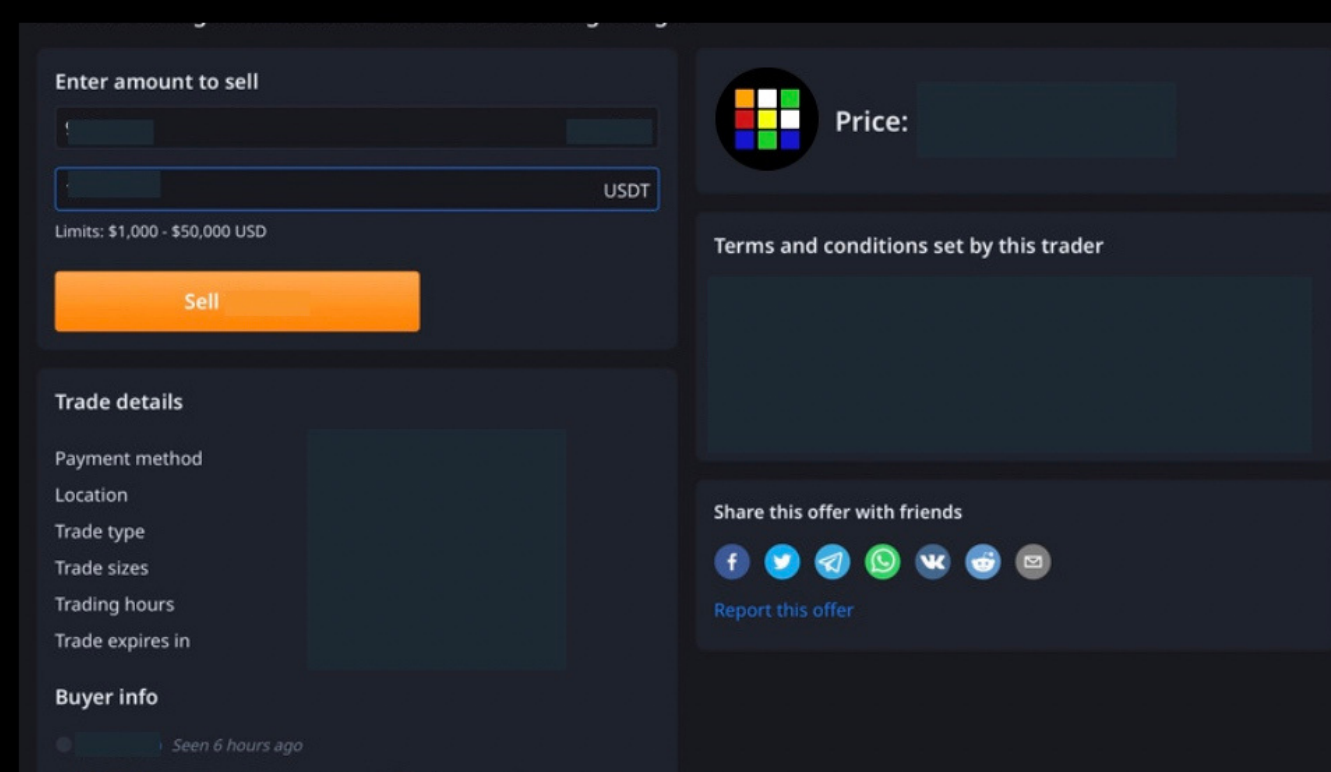 Enter amount to sell
USDT
Limits: $1,000 - $50,000 USD
Sell
Trade details
Payment method
Location
Trade type
Trade sizes
Trading hours
Trade expires in
Buyer info
Seen 6 hours ago
Price:
Terms and conditions set by this trader
Share this offer with friends
Report this offer